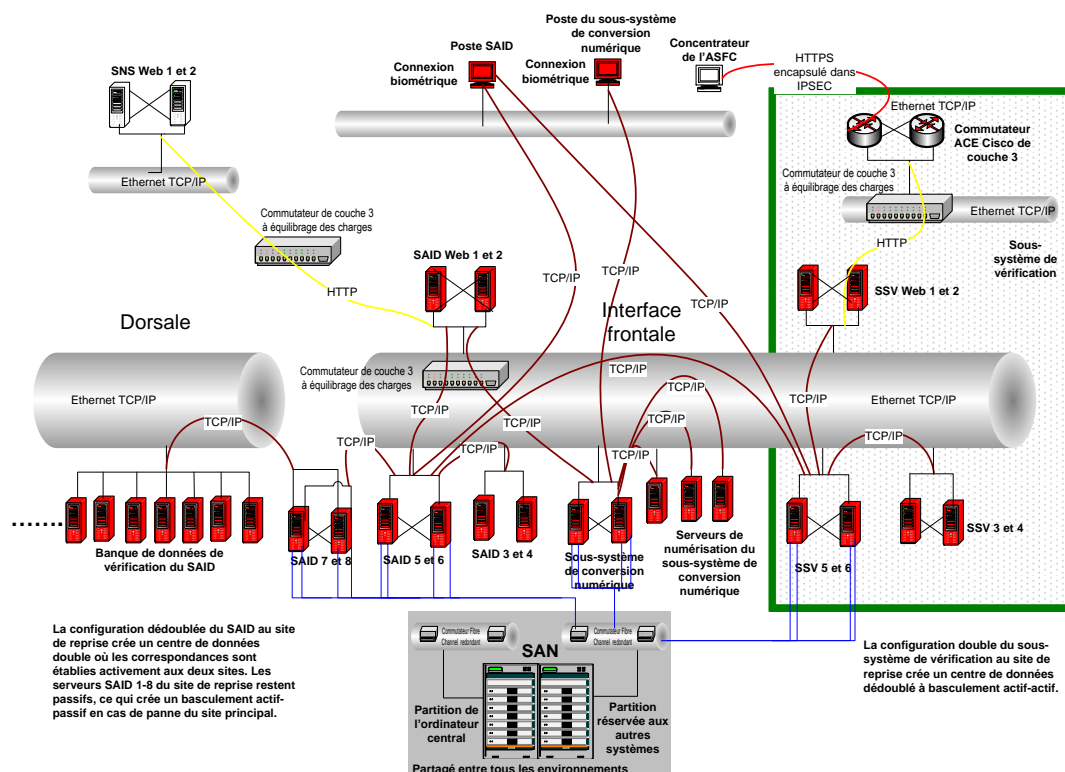 Poste du sous-système
de conversion
numérique
Poste SAID
Connexion
biométrique
Connexion
biométrique
Concentrateur
de l'ASFC
HTTPS
encapsulé dans
IPSEC
SNS Web 1 et 2
Ethernet TCP/IP
Commutateur
ACE Cisco de
couche 3
Commutateur de couche 3
à équilibrage des charges
Ethernet TCP/IP
Ethernet TCP/IP
Commutateur de couche 3
à équilibrage des charges
HTTP
Sous-
système de
vérification
SAID Web 1 et 2
TCP/IP
TCP/IP
SSV Web 1 et 2
HTTP
TCP/IP
Dorsale
Interface
frontale
Commutateur de couche 3
à équilibrage des charges
TCP/IP
Ethernet TCP/IP
TCP/IP
TCP/IP
TCP/IP
TCP/IP
Ethernet TCP/IP
TCP/IP
TCP/IP
TCP/IP
TCP/IP
TCP/IP
.......
Banque de données de
vérification du SAID
SAID 7 et 8
SAID 5 et 6
SAID 3 et 4
Sous-système
de conversion
numérique
Serveurs de
numérisation du
sous-système de
conversion
numérique
SSV 5 et 6
SSV 3 et 4
La configuration dédoublée du SAID au site
de reprise crée un centre de données
double où les correspondances sont
établies activement aux deux sites. Les
serveurs SAID 1-8 du site de reprise restent
passifs, ce qui crée un basculement actif-
passif en cas de panne du site principal.
Commutateur Fibre
Channel redondant
Commutateur Fibre
Channel redondant
SAN
Partition de
l'ordinateur
central
Partition
réservée aux
autres
systèmes
Partagé entre tous les environnements
La configuration double du sous-
système de vérification au site de
reprise crée un centre de données
dédoublé à basculement actif-actif.